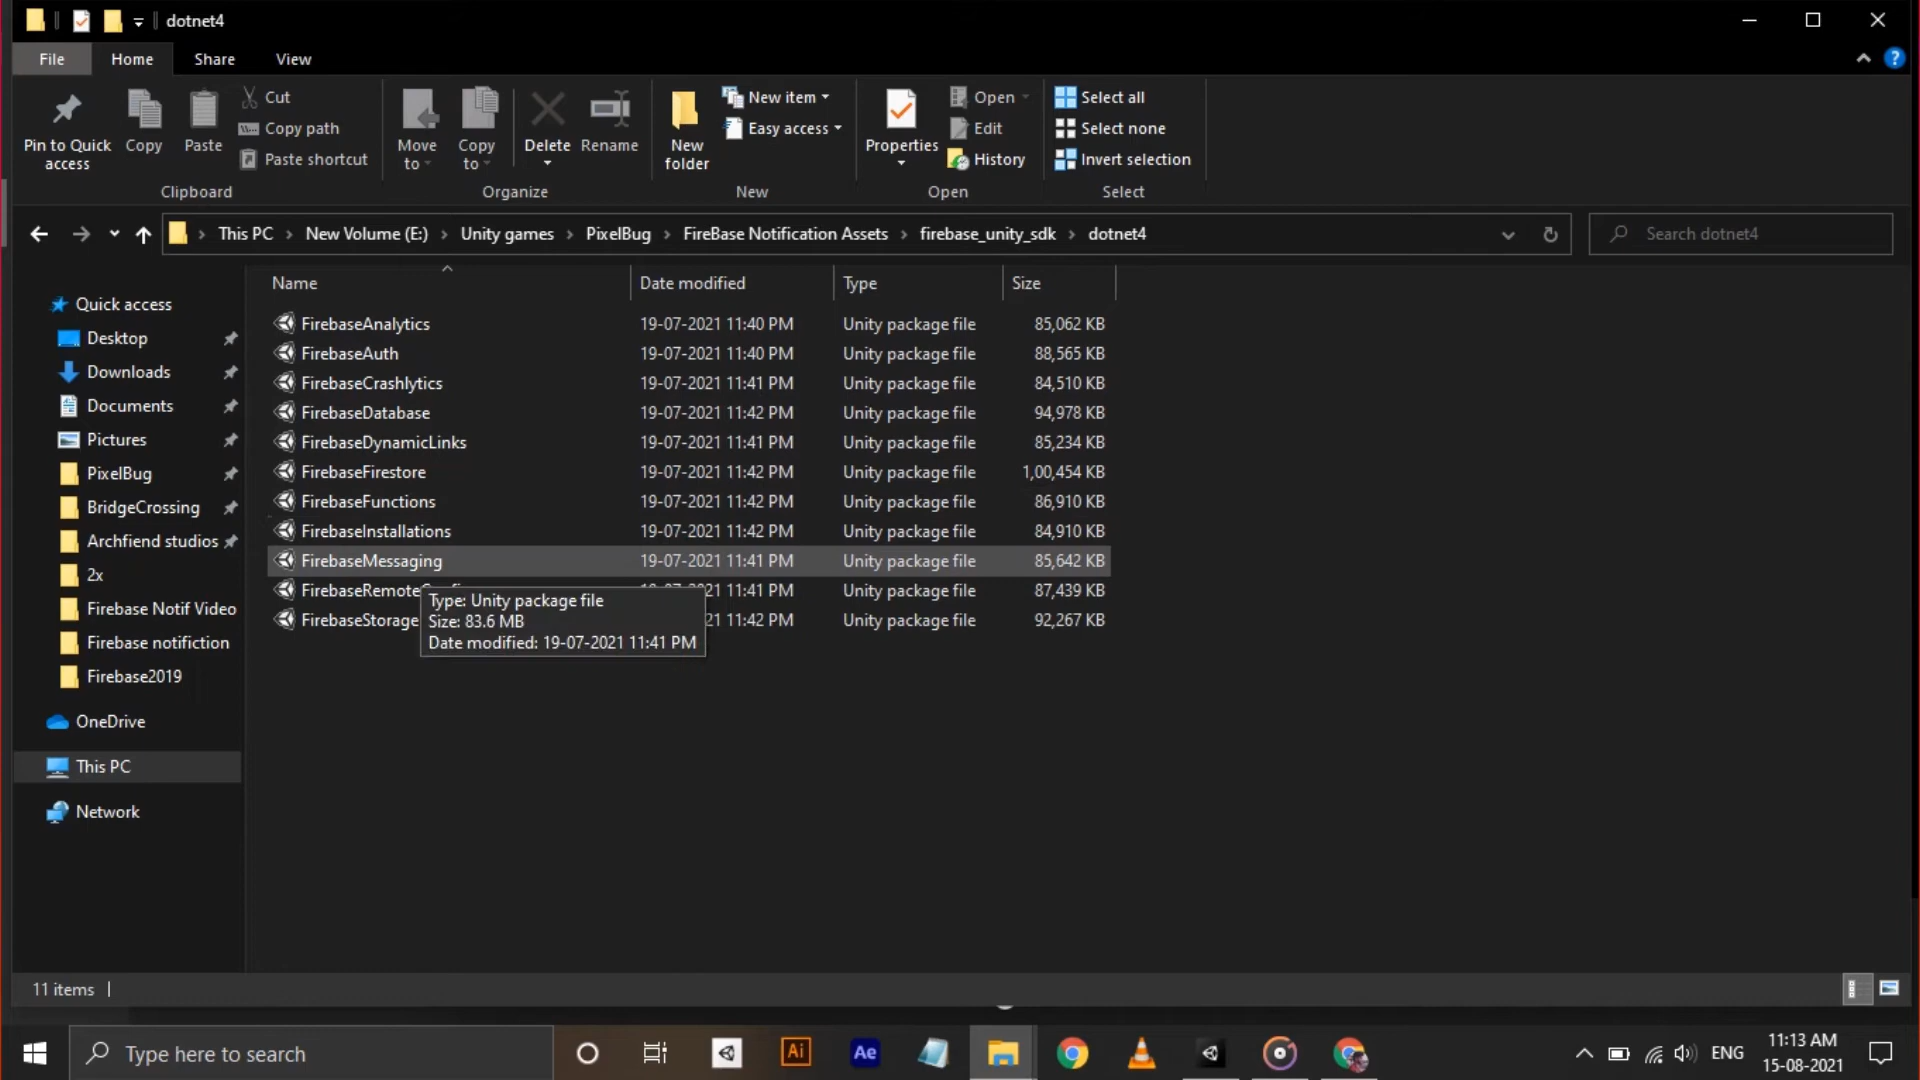 dotnet4
File Home Share View
Pin to Quick access
Copy
Paste
Cut
Copy path
Paste shortcut
Clipboard
Move to
Copy to
Delete
Rename
Organize
New folder
New item
Easy access
New
Properties
Open
Edit
History
Open
Select all
Select none
Invert selection
Select
This PC > New Volume (E:) > Unity games > PixelBug > FireBase Notification Assets > firebase_unity_sdk > dotnet4
Search dotnet4
Quick access
Desktop
Downloads
Documents
Pictures
PixelBug
BridgeCrossing
Archfiend studios
2x
Firebase Notif Video
Firebase notifiction
Firebase2019
OneDrive
This PC
Network
Name Date modified Type Size
FirebaseAnalytics 19-07-2021 11:40 PM Unity package file 85,062 KB
FirebaseAuth 19-07-2021 11:40 PM Unity package file 88,565 KB
FirebaseCrashlytics 19-07-2021 11:41 PM Unity package file 84,510 KB
FirebaseDatabase 19-07-2021 11:42 PM Unity package file 94,978 KB
FirebaseDynamicLinks 19-07-2021 11:41 PM Unity package file 85,234 KB
FirebaseFirestore 19-07-2021 11:42 PM Unity package file 1,00,454 KB
FirebaseFunctions 19-07-2021 11:42 PM Unity package file 86,910 KB
FirebaseInstallations 19-07-2021 11:42 PM Unity package file 84,910 KB
FirebaseMessaging 19-07-2021 11:41 PM Unity package file 85,642 KB
FirebaseRemote 11:41 PM Unity package file 87,439 KB
FirebaseStorage 21 11:42 PM Unity package file 92,267 KB
Type: Unity package file
Size: 83.6 MB
Date modified: 19-07-2021 11:41 PM
11 items
Type here to search
Ai
Ae
ENG
11:13 AM
15-08-2021